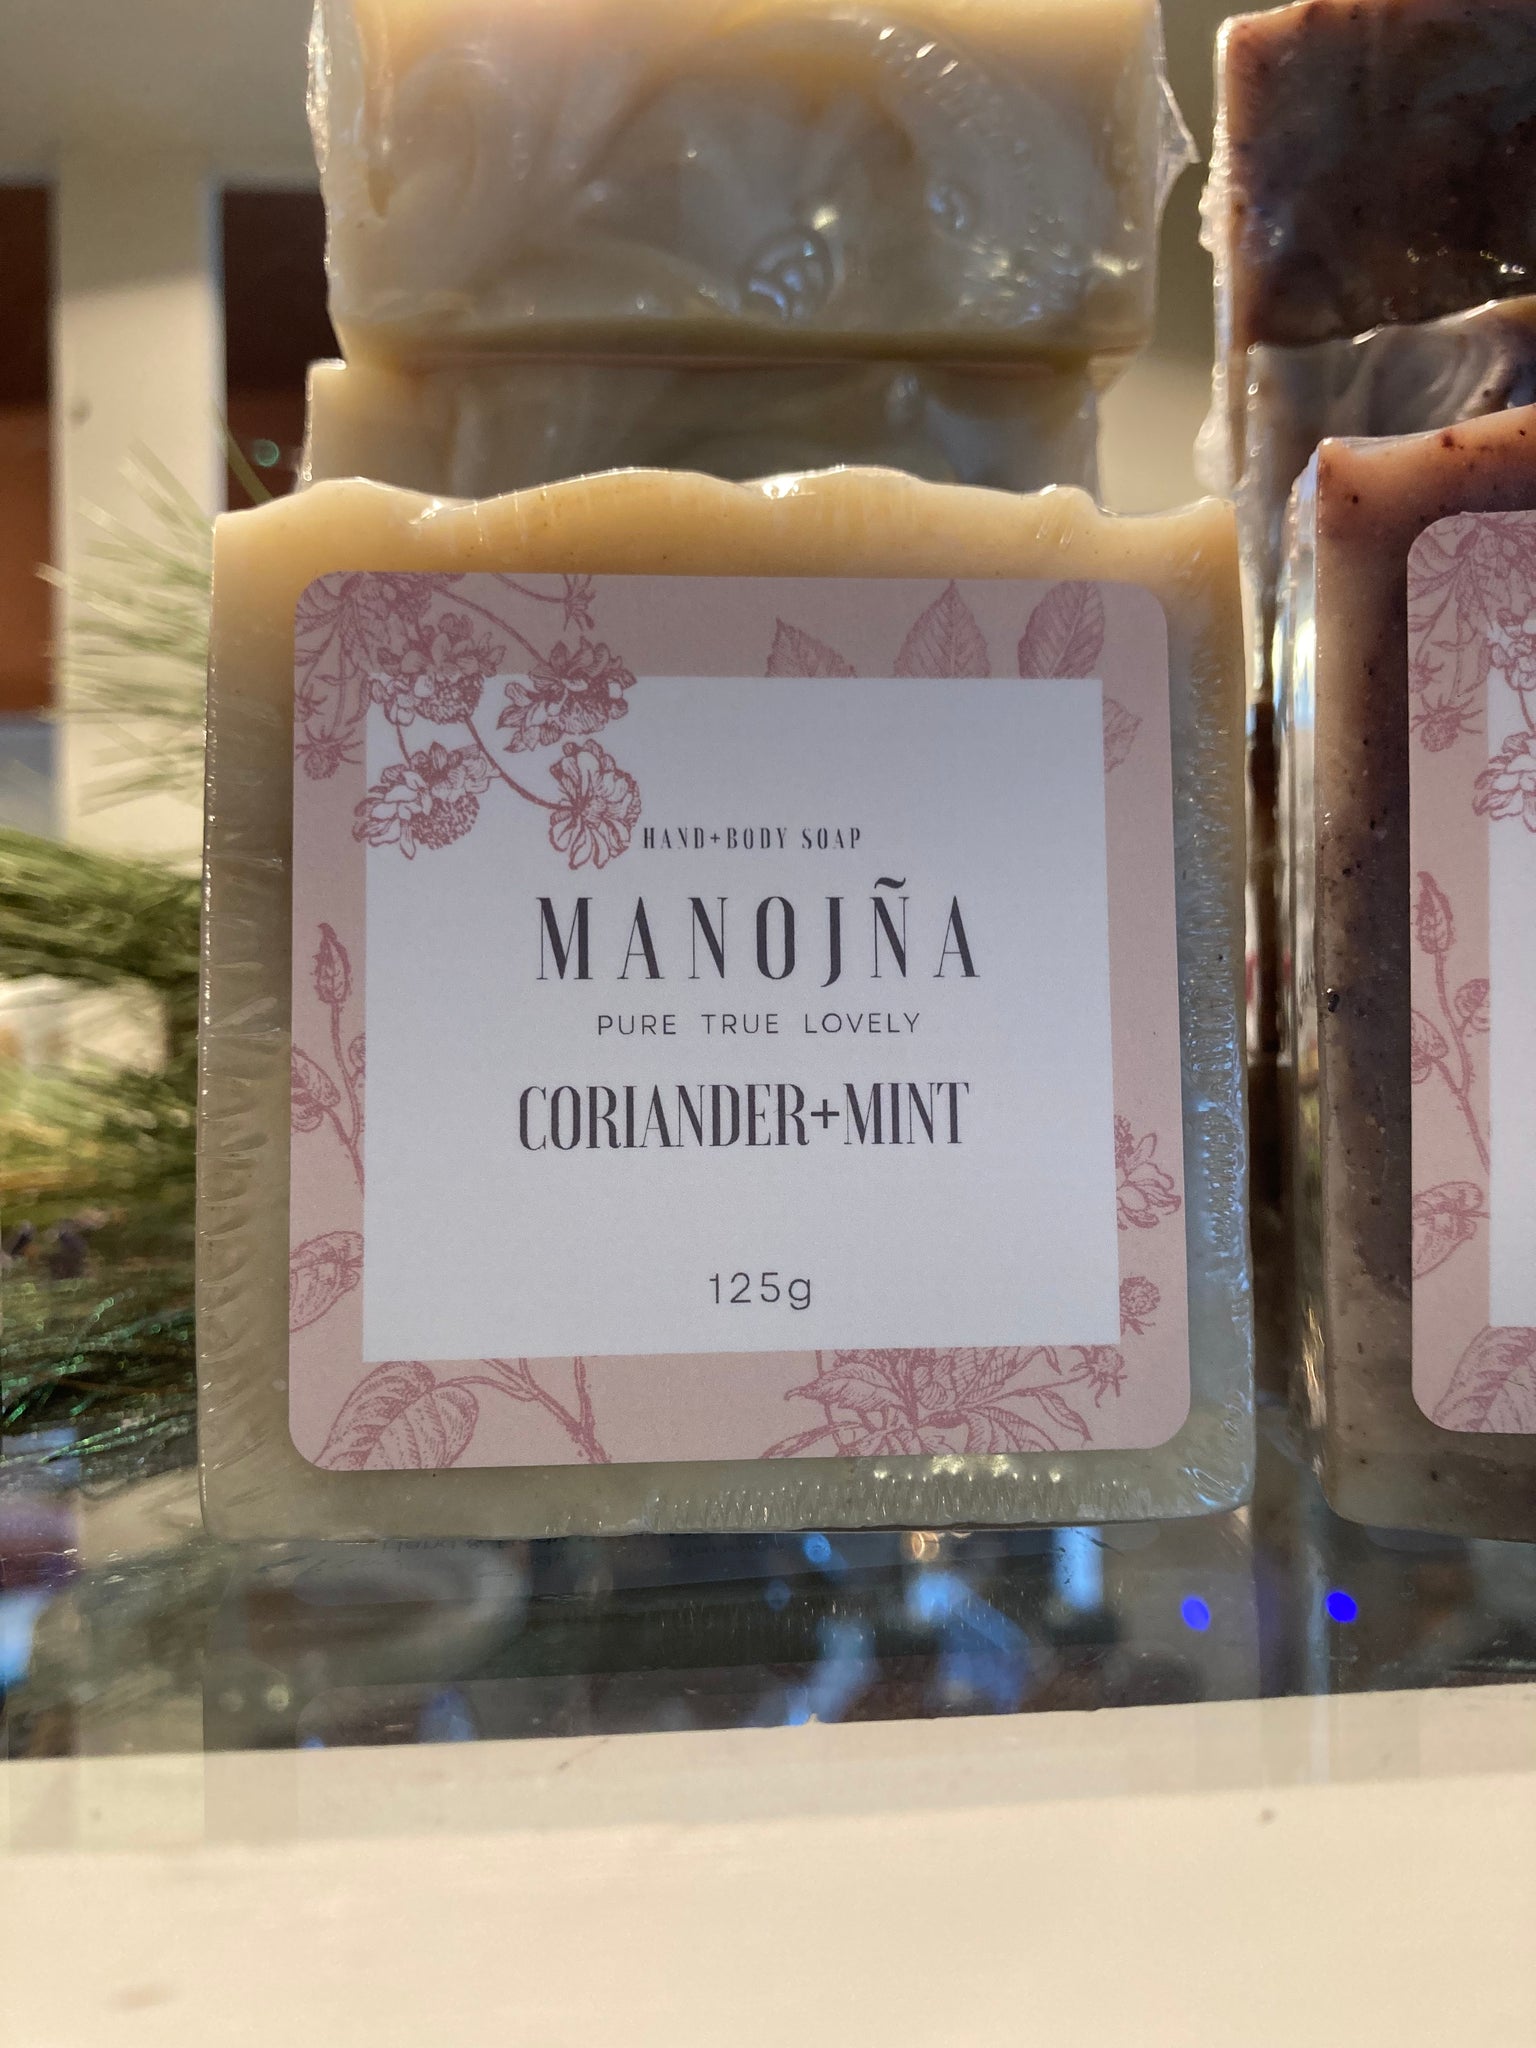 HAND+BODY SOAP
MANOJÑA
PURE TRUE LOVELY
CORIANDER+MINT
125g